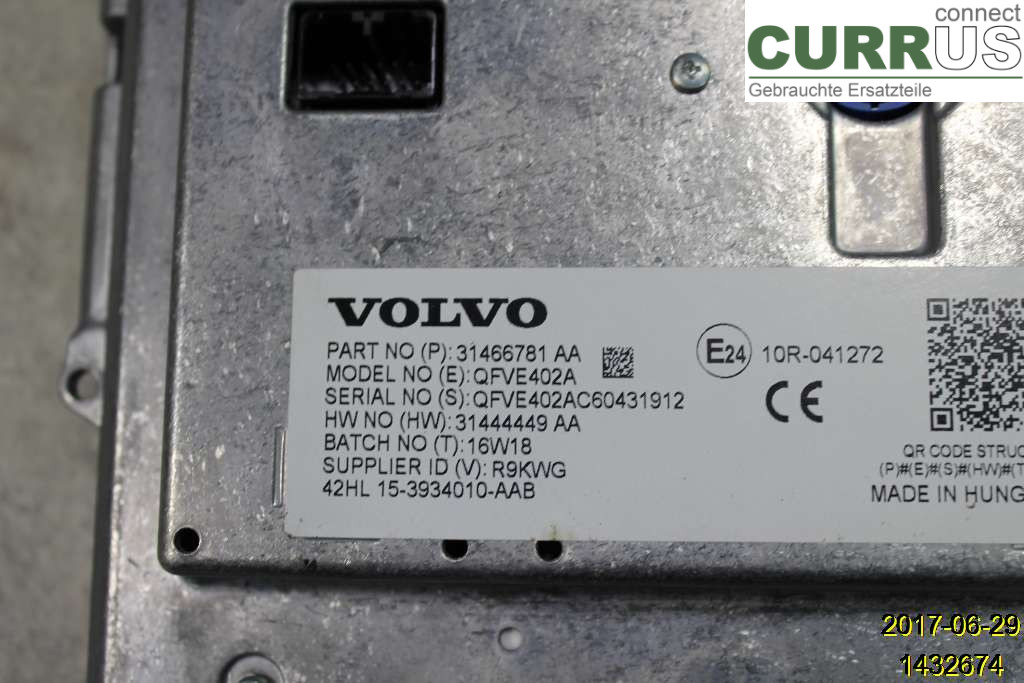 connect
CURRUS
Gebrauchte Ersatzteile
VOLVO
PART NO (P): 31466781 AA
MODEL NO (E): QFVE402A
SERIAL NO (S): QFVE402AC60431912
HW NO (HW): 31444449 AA
BATCH NO (T): 16W18
SUPPLIER ID (V): R9KWG
42HL 15-3934010-AAB
E24 10R-041272
CE
QR CODE STRUC
(P)#(E)#(S)#(HW)#(T
MADE IN HUNG
2017-06-29
1432674